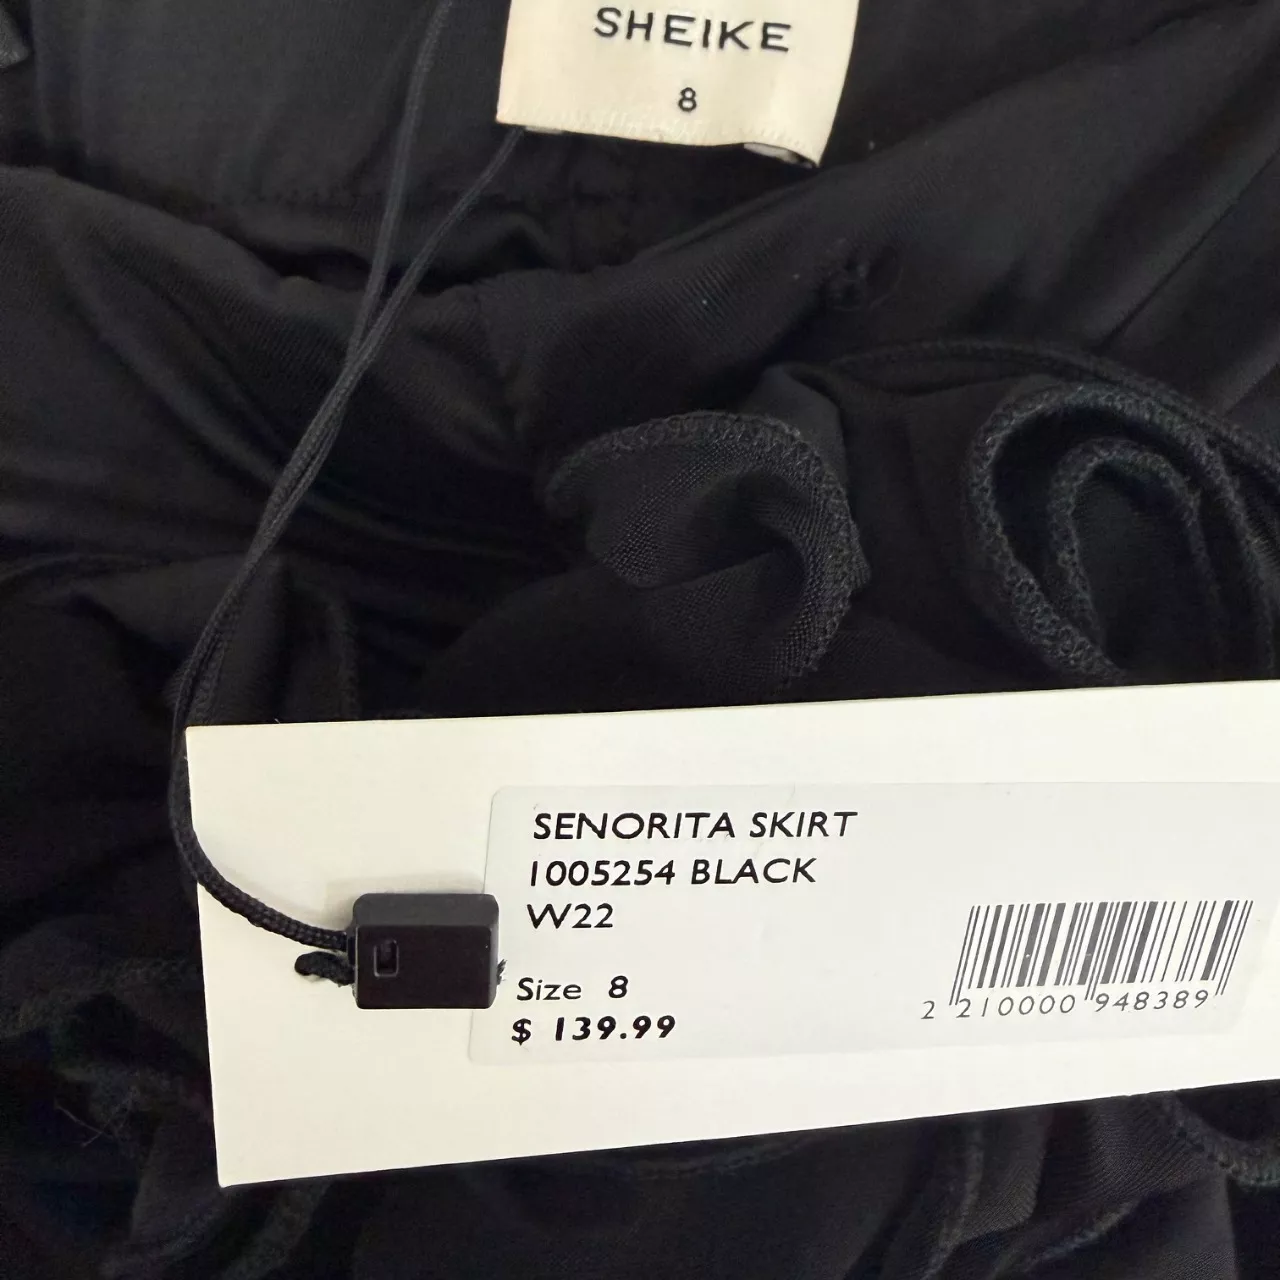 SHEIKE
8
SENORITA SKIRT
1005254 BLACK
W22
Size 8
$ 139.99
2 210000 948389